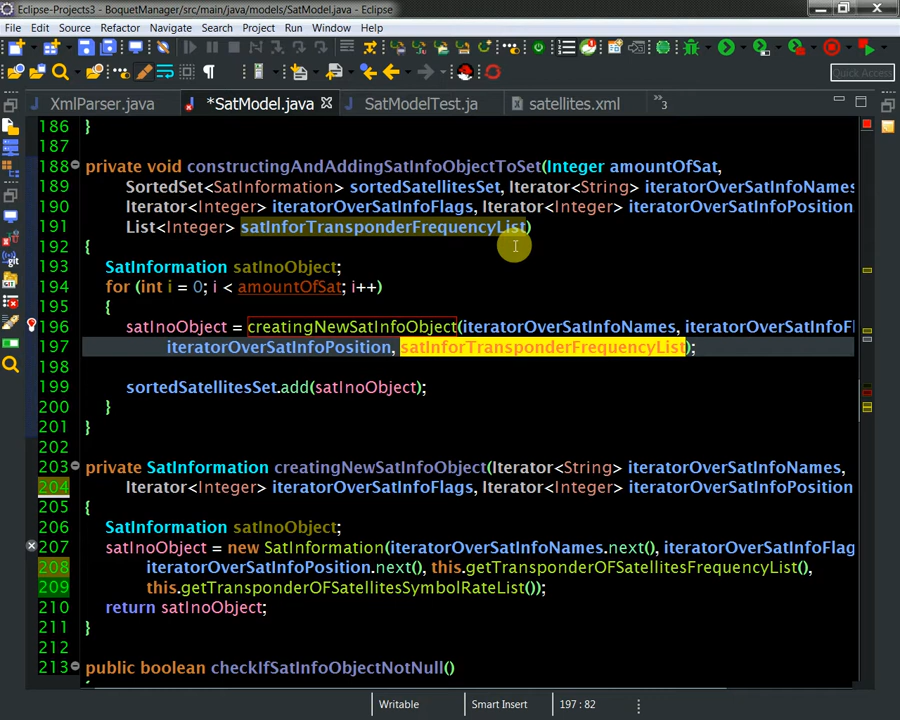 Eclipse-Projects3 - BoquetManager/src/main/java/models/SatModel.java - Eclipse
File Edit Source Refactor Navigate Search Project Run Window Help
Quick Access
XmlParser.java *SatModel.java SatModelTest.ja satellites.xml 3
186 }
187
188 private void constructingAndAddingSatInfoObjectToSet(Integer amountOfSat,
189 SortedSet<SatInformation> sortedSatellitesSet, Iterator<String> iteratorOverSatInfoNames
190 Iterator<Integer> iteratorOverSatInfoFlags, Iterator<Integer> iteratorOverSatInfoPosition
191 List<Integer> satInforTransponderFrequencyList)
192 {
193 SatInformation satInoObject;
194 for (int i = 0; i < amountOfSat; i++)
195 {
196 satInoObject = creatingNewSatInfoObject(iteratorOverSatInfoNames, iteratorOverSatInfoFl
197 iteratorOverSatInfoPosition, satInforTransponderFrequencyList);
198
199 sortedSatellitesSet.add(satInoObject);
200 }
201 }
202
203 private SatInformation creatingNewSatInfoObject(Iterator<String> iteratorOverSatInfoNames,
204 Iterator<Integer> iteratorOverSatInfoFlags, Iterator<Integer> iteratorOverSatInfoPosition
205 {
206 SatInformation satInoObject;
207 satInoObject = new SatInformation(iteratorOverSatInfoNames.next(), iteratorOverSatInfoFlag
208 iteratorOverSatInfoPosition.next(), this.getTransponderOFSatellitesFrequencyList(),
209 this.getTransponderOFSatellitesSymbolRateList());
210 return satInoObject;
211 }
212
213 public boolean checkIfSatInfoObjectNotNull()
Writable Smart Insert 197 : 82